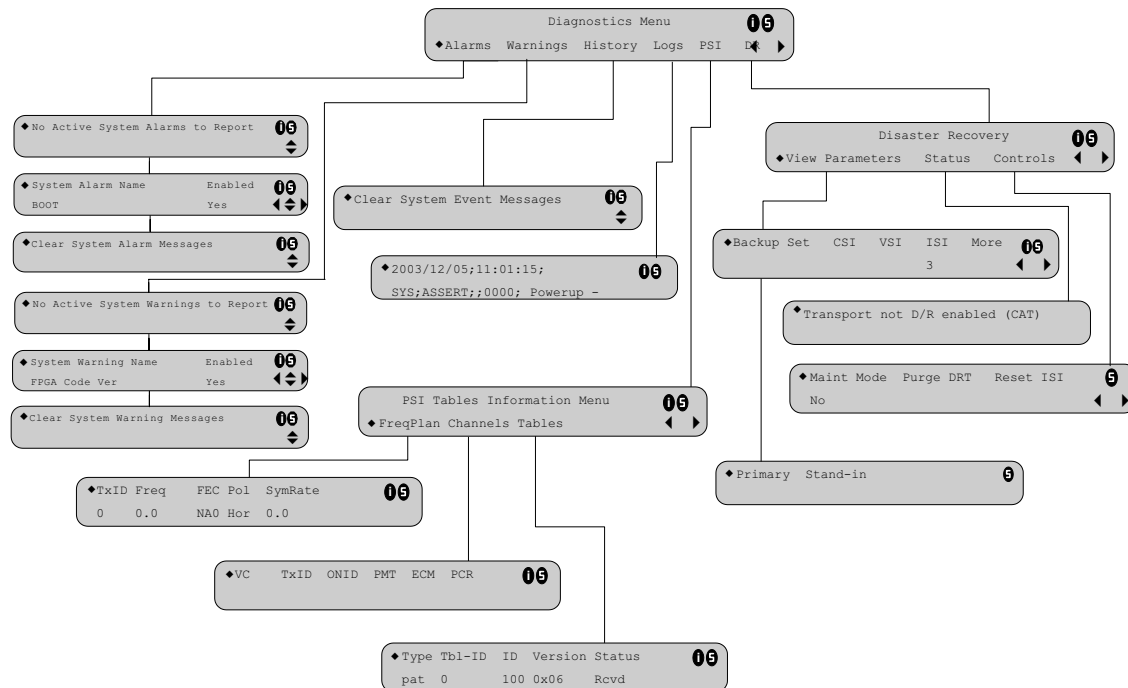 Diagnostics Menu
Alarms Warnings History Logs PSI DR
No Active System Alarms to Report
System Alarm Name Enabled
BOOT Yes
Clear System Alarm Messages
No Active System Warnings to Report
System Warning Name Enabled
FPGA Code Ver Yes
Clear System Warning Messages
Clear System Event Messages
2003/12/05;11:01:15;
SYS;ASSERT;;0000; Powerup -
Disaster Recovery
View Parameters Status Controls
Backup Set CSI VSI ISI More
3
Transport not D/R enabled (CAT)
Maint Mode Purge DRT Reset ISI
No
Primary Stand-in
PSI Tables Information Menu
FreqPlan Channels Tables
TxID Freq FEC Pol SymRate
0 0.0 NA0 Hor 0.0
VC TxID ONID PMT ECM PCR
Type Tbl-ID ID Version Status
pat 0 100 0x06 Rcvd